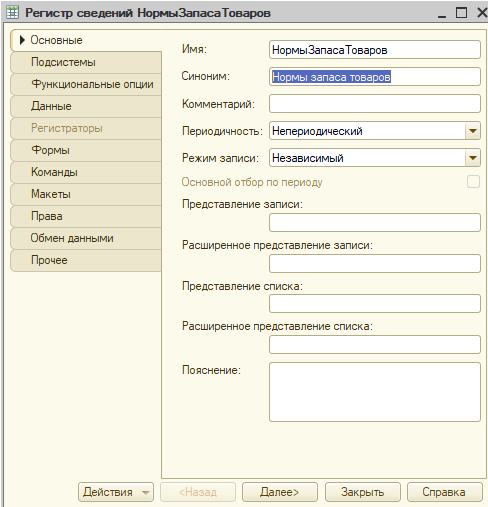 Регистр сведений НормыЗапасаТоваров
Основные
Подсистемы
Функциональные опции
Данные
Регистраторы
Формы
Команды
Макеты
Права
Обмен данными
Прочее
Имя: НормыЗапасаТоваров
Синоним: Нормы запаса товаров
Комментарий:
Периодичность: Непериодический
Режим записи: Независимый
Основной отбор по периоду
Представление записи:
Расширенное представление записи:
Представление списка:
Расширенное представление списка:
Пояснение:
Действия <Назад Далее> Закрыть Справка